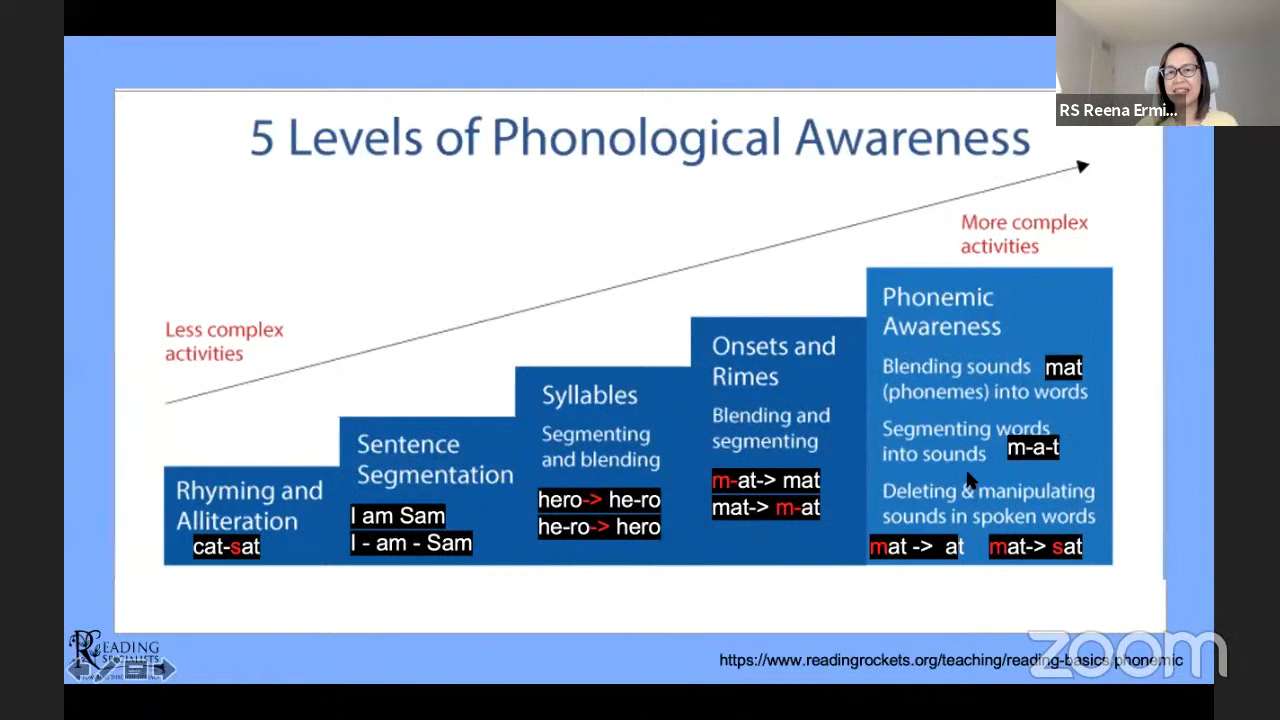 RS Reena Ermi...
5 Levels of Phonological Awareness
More complex
activities
Less complex
activities
Rhyming and
Alliteration
cat-sat
Sentence
Segmentation
I am Sam
I - am - Sam
Syllables
Segmenting
and blending
hero-> he-ro
he-ro-> hero
Onsets and
Rimes
Blending and
segmenting
m-at-> mat
mat-> m-at
Phonemic
Awareness
Blending sounds mat
(phonemes) into words
Segmenting words
into sounds m-a-t
Deleting & manipulating
sounds in spoken words
mat -> at mat-> sat
READING
https://www.readingrockets.org/teaching/reading-basics/phonemic
zoom